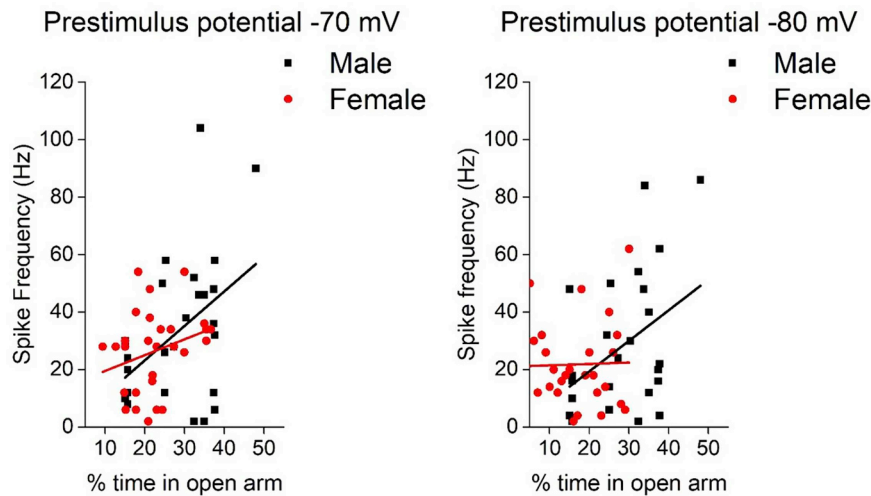 Prestimulus potential -70 mV
Male
Female
Spike Frequency (Hz)
120
100
80
60
40
20
0
10 20 30 40 50
% time in open arm
Prestimulus potential -80 mV
Male
Female
Spike frequency (Hz)
120
100
80
60
40
20
0
10 20 30 40 50
% time in open arm